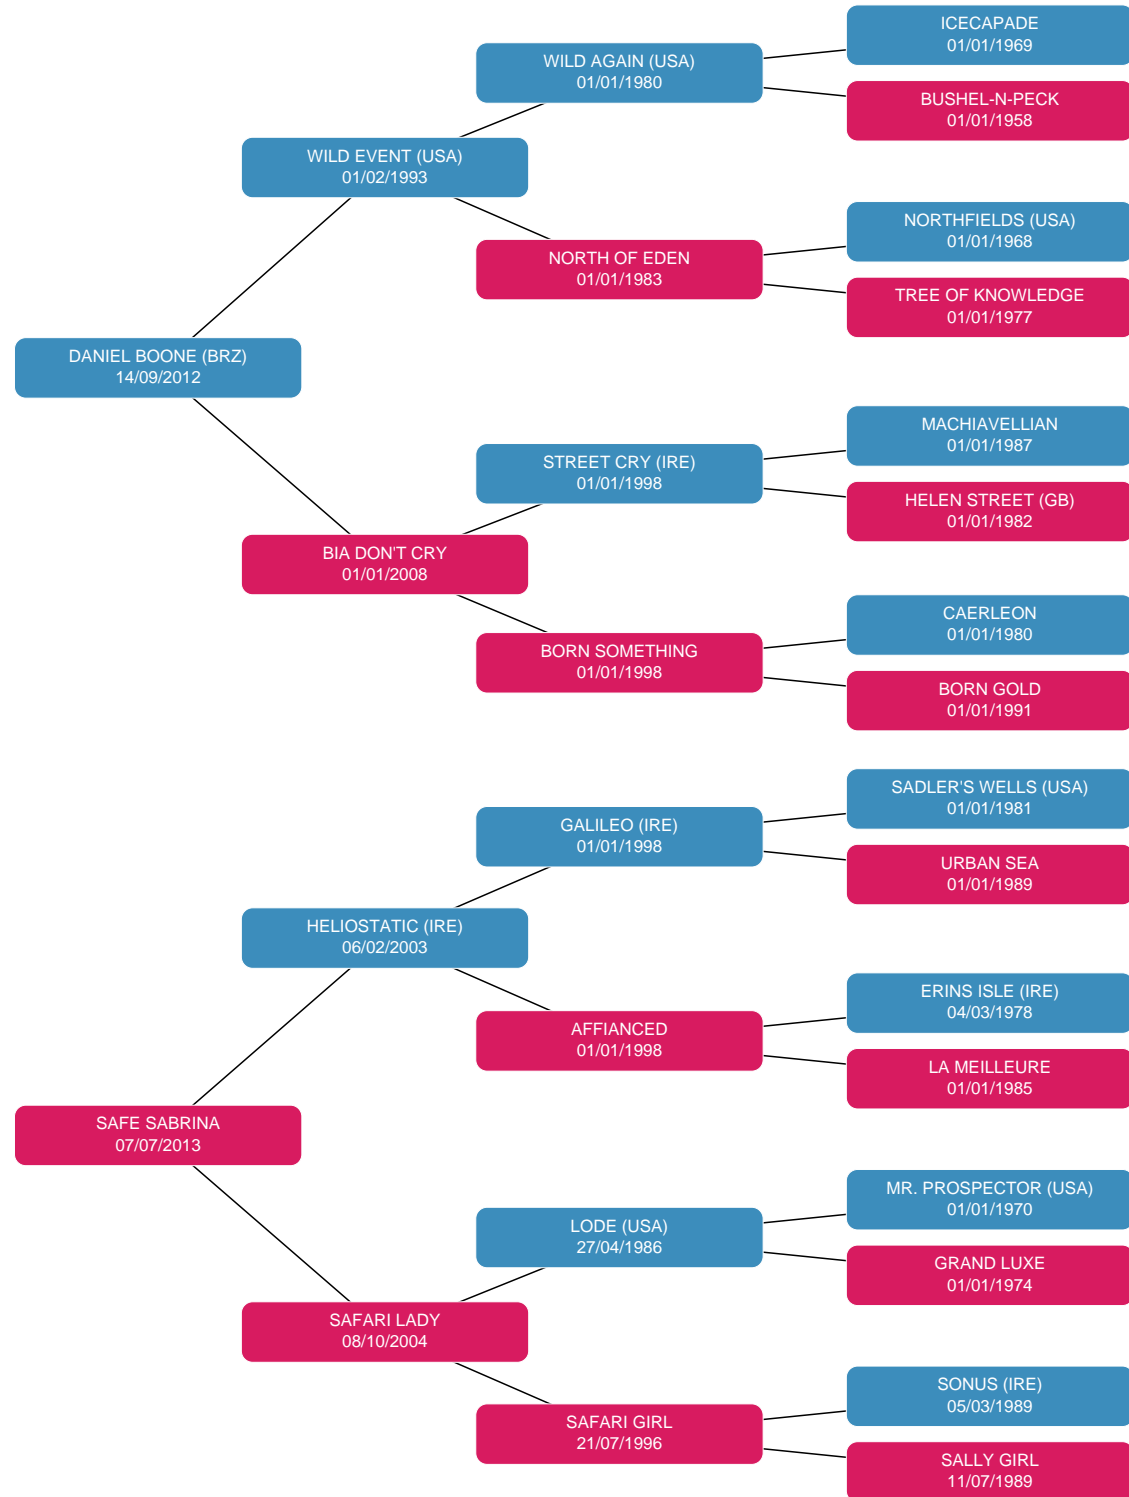 ICECAPADE
01/01/1969
WILD AGAIN (USA)
01/01/1980
BUSHEL-N-PECK
01/01/1958
WILD EVENT (USA)
01/02/1993
NORTHFIELDS (USA)
01/01/1968
NORTH OF EDEN
01/01/1983
TREE OF KNOWLEDGE
01/01/1977
DANIEL BOONE (BRZ)
14/09/2012
MACHIAVELLIAN
01/01/1987
STREET CRY (IRE)
01/01/1998
HELEN STREET (GB)
01/01/1982
BIA DON'T CRY
01/01/2008
CAERLEON
01/01/1980
BORN SOMETHING
01/01/1998
BORN GOLD
01/01/1991
SADLER'S WELLS (USA)
01/01/1981
GALILEO (IRE)
01/01/1998
URBAN SEA
01/01/1989
HELIOSTATIC (IRE)
06/02/2003
ERINS ISLE (IRE)
04/03/1978
AFFIANCED
01/01/1998
LA MEILLEURE
01/01/1985
SAFE SABRINA
07/07/2013
MR. PROSPECTOR (USA)
01/01/1970
LODE (USA)
27/04/1986
GRAND LUXE
01/01/1974
SAFARI LADY
08/10/2004
SONUS (IRE)
05/03/1989
SAFARI GIRL
21/07/1996
SALLY GIRL
11/07/1989